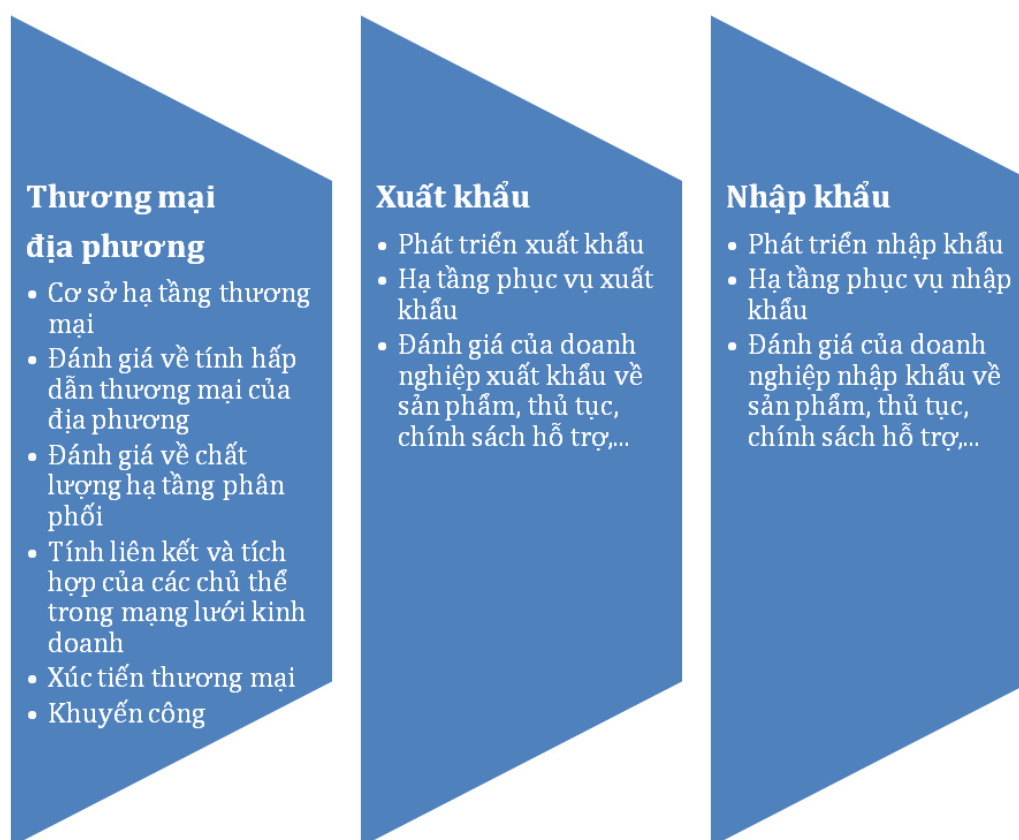 Thương mại
địa phương
• Cơ sở hạ tầng thương
mại
• Đánh giá về tính hấp
dẫn thương mại của
địa phương
• Đánh giá về chất
lượng hạ tầng phân
phối
• Tính liên kết và tích
hợp của các chủ thể
trong mạng lưới kinh
doanh
• Xúc tiến thương mại
• Khuyến công
Xuất khẩu
• Phát triển xuất khẩu
• Hạ tầng phục vụ xuất
khẩu
• Đánh giá của doanh
nghiệp xuất khẩu về
sản phẩm, thủ tục,
chính sách hỗ trợ,...
Nhập khẩu
• Phát triển nhập khẩu
• Hạ tầng phục vụ nhập
khẩu
• Đánh giá của doanh
nghiệp nhập khẩu về
sản phẩm, thủ tục,
chính sách hỗ trợ,...